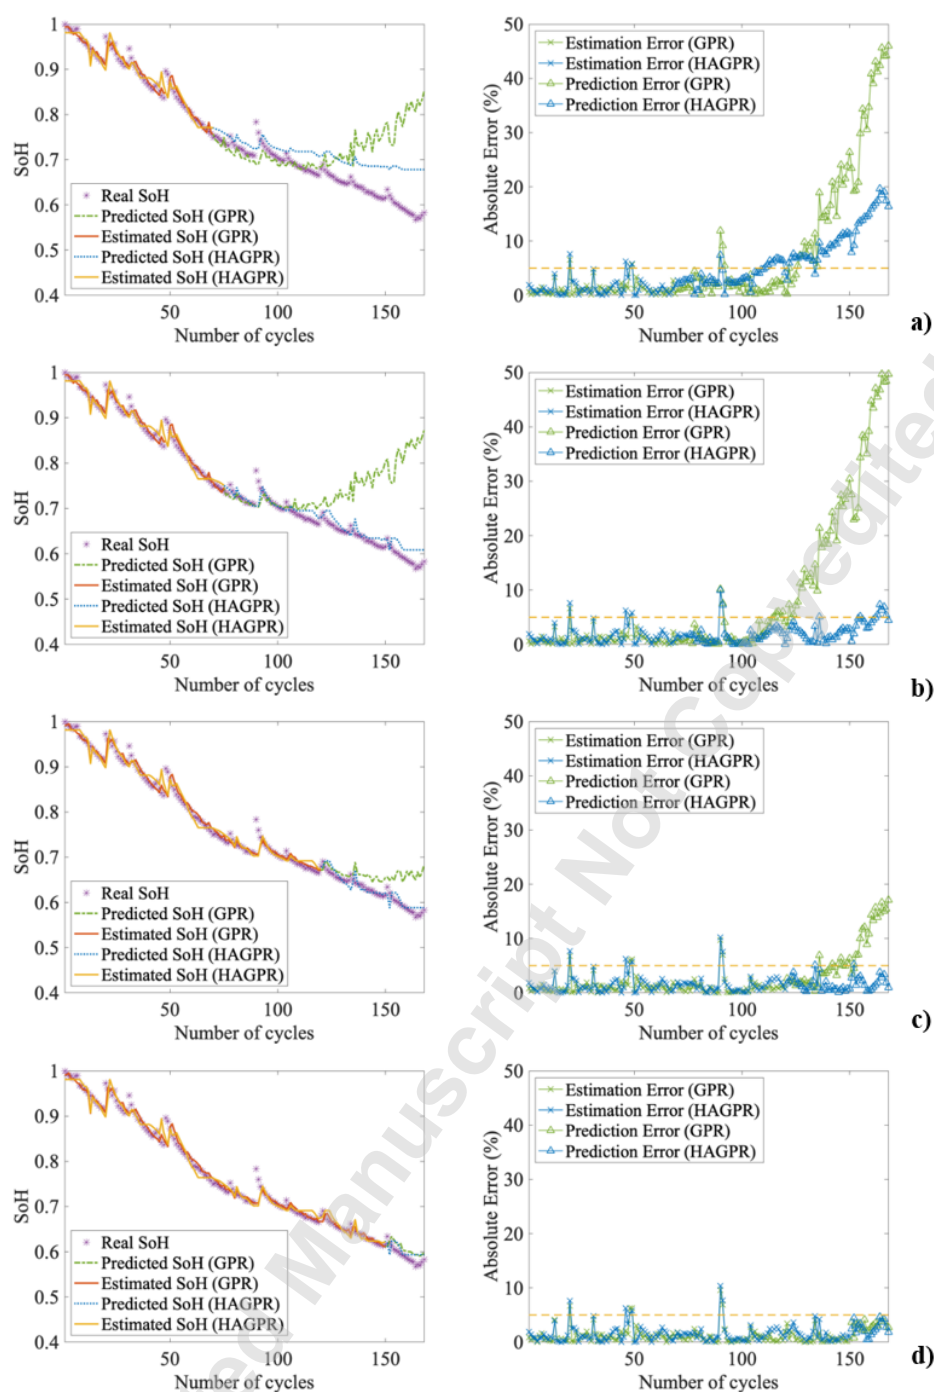 1
0.9
0.8
0.7
0.6
0.5
0.4
SoH
Real SoH
Predicted SoH (GPR)
Estimated SoH (GPR)
Predicted SoH (HAGPR)
Estimated SoH (HAGPR)
50 100 150
Number of cycles
50
40
30
20
10
0
Absolute Error (%)
Estimation Error (GPR)
Estimation Error (HAGPR)
Prediction Error (GPR)
Prediction Error (HAGPR)
50 100 150
Number of cycles
a)
1
0.9
0.8
0.7
0.6
0.5
0.4
SoH
Real SoH
Predicted SoH (GPR)
Estimated SoH (GPR)
Predicted SoH (HAGPR)
Estimated SoH (HAGPR)
50 100 150
Number of cycles
50
40
30
20
10
0
Absolute Error (%)
Estimation Error (GPR)
Estimation Error (HAGPR)
Prediction Error (GPR)
Prediction Error (HAGPR)
50 100 150
Number of cycles
b)
1
0.9
0.8
0.7
0.6
0.5
0.4
SoH
Real SoH
Predicted SoH (GPR)
Estimated SoH (GPR)
Predicted SoH (HAGPR)
Estimated SoH (HAGPR)
50 100 150
Number of cycles
50
40
30
20
10
0
Absolute Error (%)
Estimation Error (GPR)
Estimation Error (HAGPR)
Prediction Error (GPR)
Prediction Error (HAGPR)
50 100 150
Number of cycles
c)
1
0.9
0.8
0.7
0.6
0.5
0.4
SoH
Real SoH
Predicted SoH (GPR)
Estimated SoH (GPR)
Predicted SoH (HAGPR)
Estimated SoH (HAGPR)
50 100 150
Number of cycles
50
40
30
20
10
0
Absolute Error (%)
Estimation Error (GPR)
Estimation Error (HAGPR)
Prediction Error (GPR)
Prediction Error (HAGPR)
50 100 150
Number of cycles
d)
Manuscript Not Copyedited